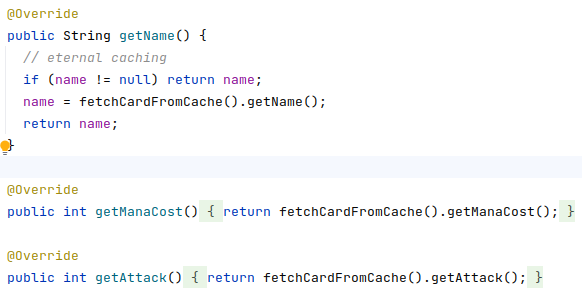 @Override
public String getName() {
// eternal caching
if (name != null) return name;
name = fetchCardFromCache().getName();
return name;
}
@Override
public int getManaCost() { return fetchCardFromCache().getManaCost(); }
@Override
public int getAttack() { return fetchCardFromCache().getAttack(); }